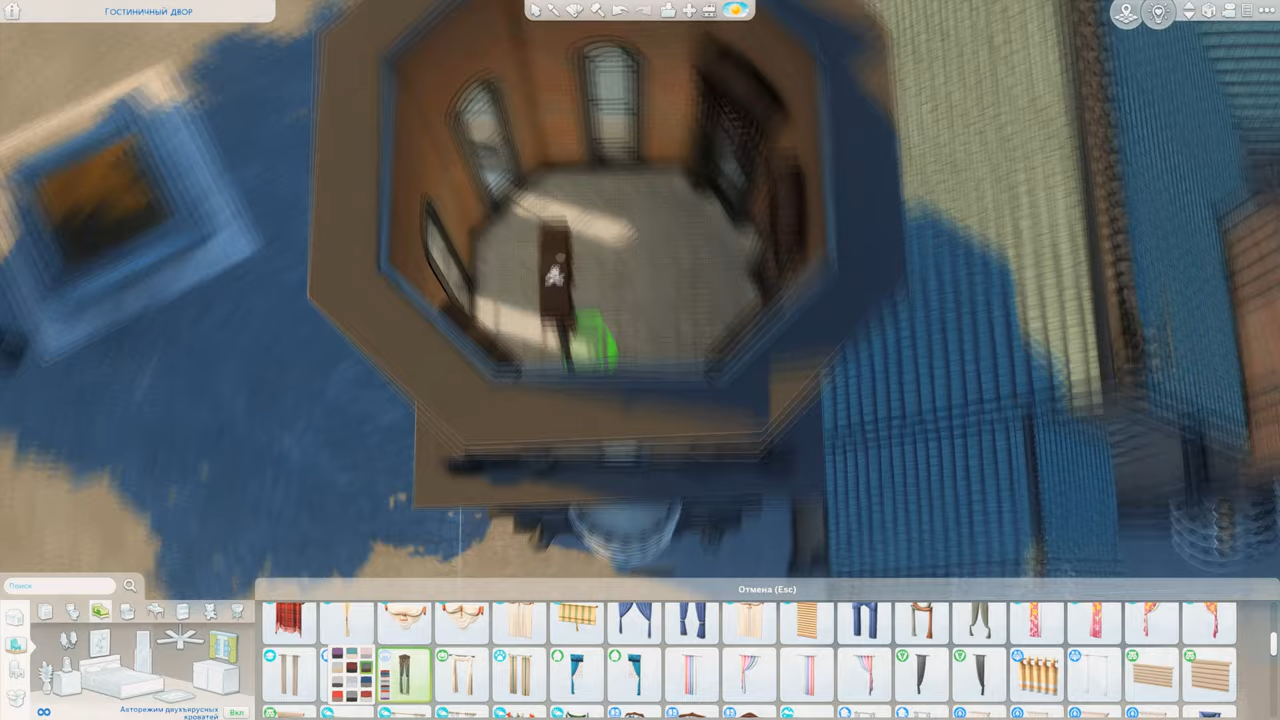 Гостиничный двор
Поиск
Отмена (Esc)
Авторежим двухъярусных
кроватей
Вкл